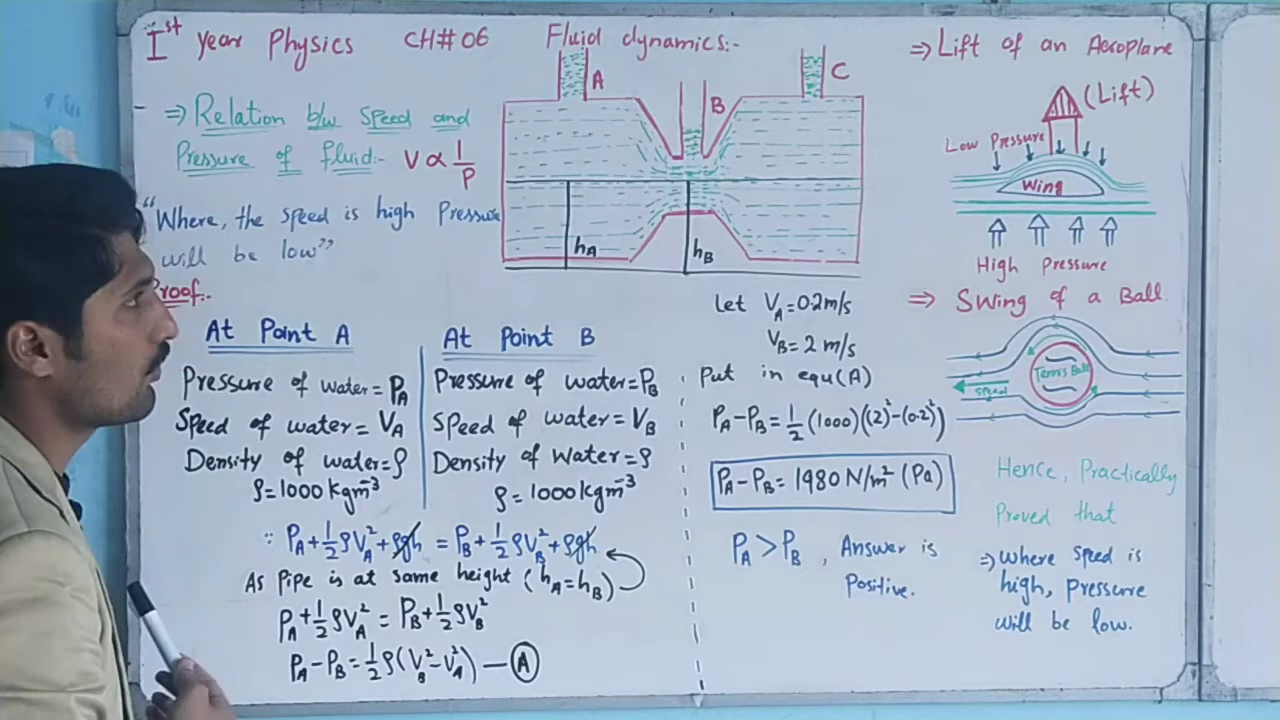 1st year Physics CH#06 Fluid dynamics:-
⇒ Relation b/w Speed and
Pressure of fluid:- V ∝ 1/P
"Where, the speed is high Pressure
will be low"
Proof:-
A
B
C
hA
hB
At Point A
Pressure of water = PA
Speed of water = VA
Density of water = ρ
ρ = 1000 kgm⁻³
At Point B
Pressure of water = PB
Speed of water = VB
Density of Water = ρ
ρ = 1000 kgm⁻³
∵ PA + 1/2 ρVA² + ρgh = PB + 1/2 ρVB² + ρgh
As Pipe is at same height (hA = hB)
PA + 1/2 ρVA² = PB + 1/2 ρVB²
PA - PB = 1/2 ρ(VB² - VA²) — (A)
Let VA = 0.2 m/s
VB = 2 m/s
Put in equ(A)
PA - PB = 1/2 (1000)((2)² - (0.2)²)
PA - PB = 1980 N/m² (Pa)
PA > PB , Answer is
Positive.
⇒ Lift of an Aeroplane
(Lift)
Low Pressure
Wing
High Pressure
⇒ Swing of a Ball
Tennis Ball
Speed
Hence, Practically
Proved that
⇒ Where speed is
high, pressure
will be low.